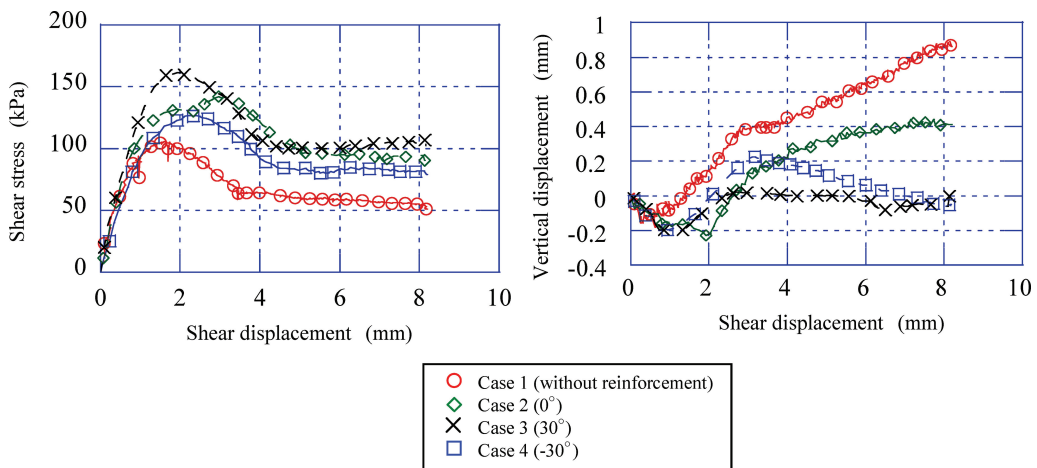 200
150
100
50
0
Shear stress (kPa)
0 2 4 6 8 10
Shear displacement (mm)
1
0.8
0.6
0.4
0.2
0
-0.2
-0.4
Vertical displacement (mm)
0 2 4 6 8 10
Shear displacement (mm)
Case 1 (without reinforcement)
Case 2 (0°)
Case 3 (30°)
Case 4 (-30°)